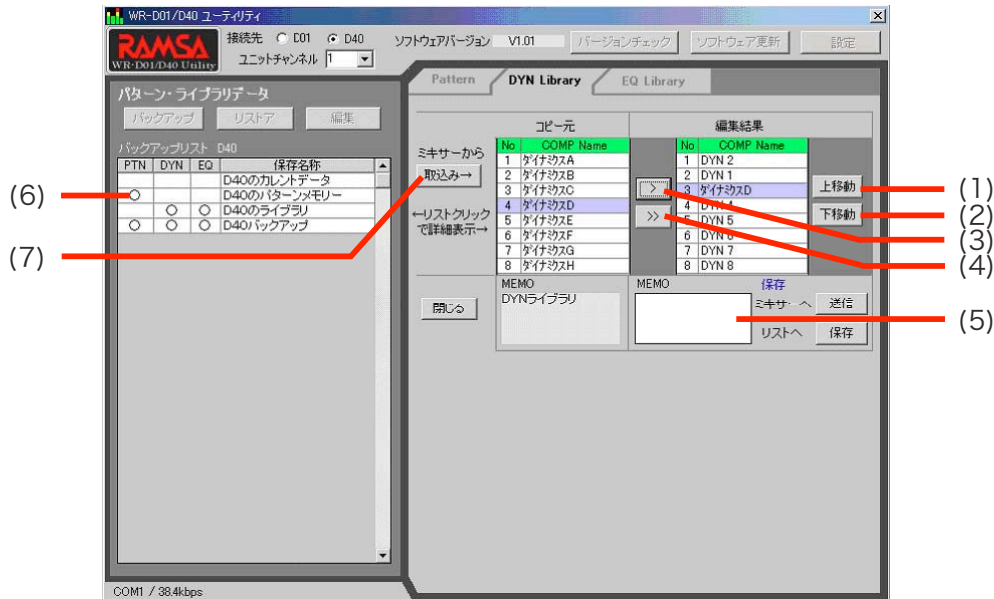 WR-D01/D40 ユーティリティ
RAMSA
WR-D01/D40 Utility
接続先 D01 D40
ユニットチャンネル 1
ソフトウェアバージョン V1.01 バージョンチェック ソフトウェア更新 設定
パターン・ライブラリデータ
バックアップ リストア 編集
バックアップリスト D40
PTN DYN EQ 保存名称
D40のカレントデータ
○ D40のパターンメモリー
○ ○ D40のライブラリ
○ ○ ○ D40バックアップ
COM1 / 38.4kbps
Pattern DYN Library EQ Library
コピー元 編集結果
ミキサーから
取込み→
←リストクリック
で詳細表示→
閉じる
No COMP Name
1 ダイナミクスA
2 ダイナミクスB
3 ダイナミクスC
4 ダイナミクスD
5 ダイナミクスE
6 ダイナミクスF
7 ダイナミクスG
8 ダイナミクスH
>
>>
No COMP Name
1 DYN 2
2 DYN 1
3 ダイナミクスD
4 DYN 4
5 DYN 5
6 DYN 6
7 DYN 7
8 DYN 8
上移動
下移動
MEMO
DYNライブラリ
MEMO
保存
ミキサーへ 送信
リストへ 保存
(1)
(2)
(3)
(4)
(5)
(6)
(7)